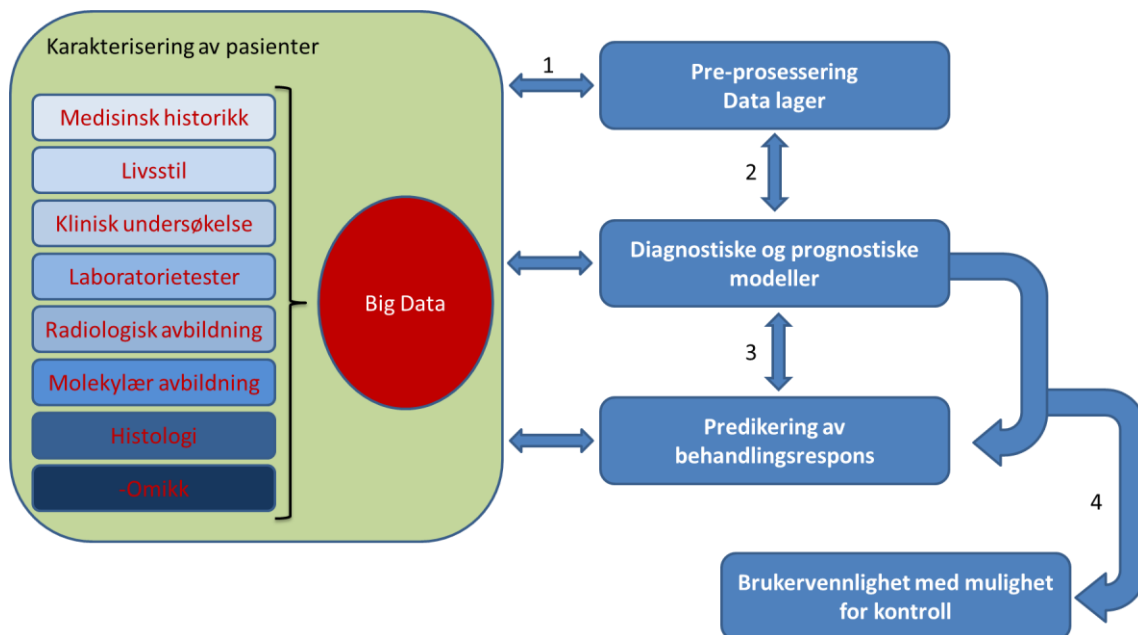 Karakterisering av pasienter
Medisinsk historikk
Livsstil
Klinisk undersøkelse
Laboratorietester
Radiologisk avbildning
Molekylær avbildning
Histologi
-Omikk
Big Data
1
Pre-prosessering
Data lager
2
Diagnostiske og prognostiske
modeller
3
Predikering av
behandlingsrespons
4
Brukervennlighet med mulighet
for kontroll